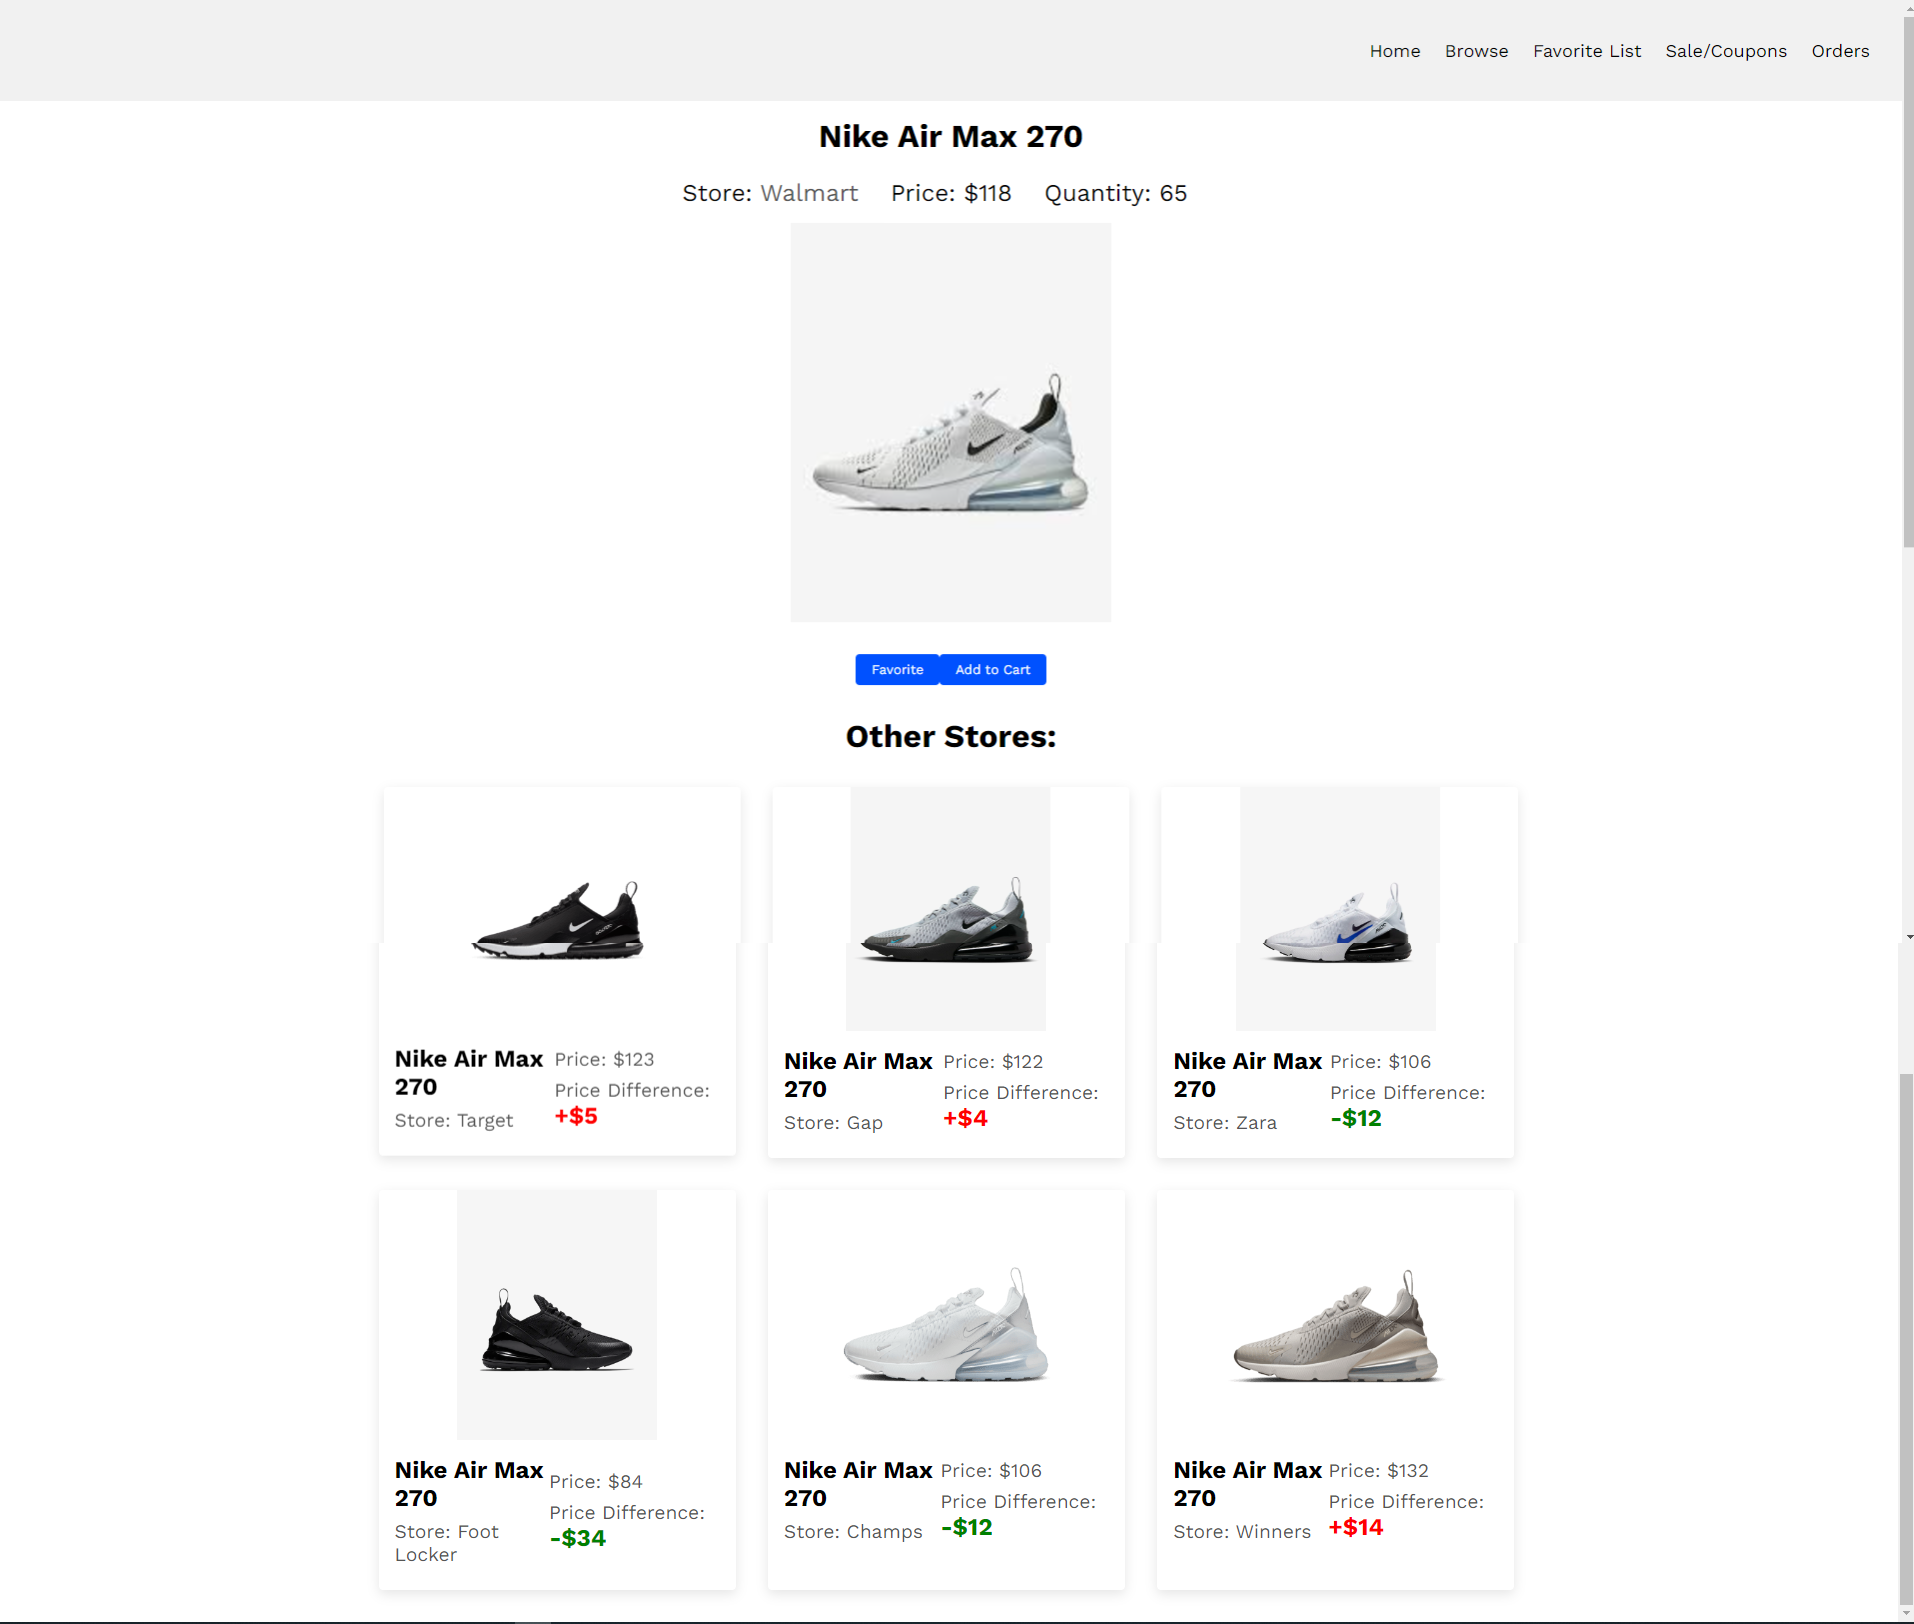 Home Browse Favorite List Sale/Coupons Orders
Nike Air Max 270
Store: Walmart Price: $118 Quantity: 65
Favorite Add to Cart
Other Stores:
Nike Air Max
270
Store: Target
Price: $123
Price Difference:
+$5
Nike Air Max
270
Store: Gap
Price: $122
Price Difference:
+$4
Nike Air Max
270
Store: Zara
Price: $106
Price Difference:
-$12
Nike Air Max
270
Store: Foot
Locker
Price: $84
Price Difference:
-$34
Nike Air Max
270
Store: Champs
Price: $106
Price Difference:
-$12
Nike Air Max
270
Store: Winners
Price: $132
Price Difference:
+$14